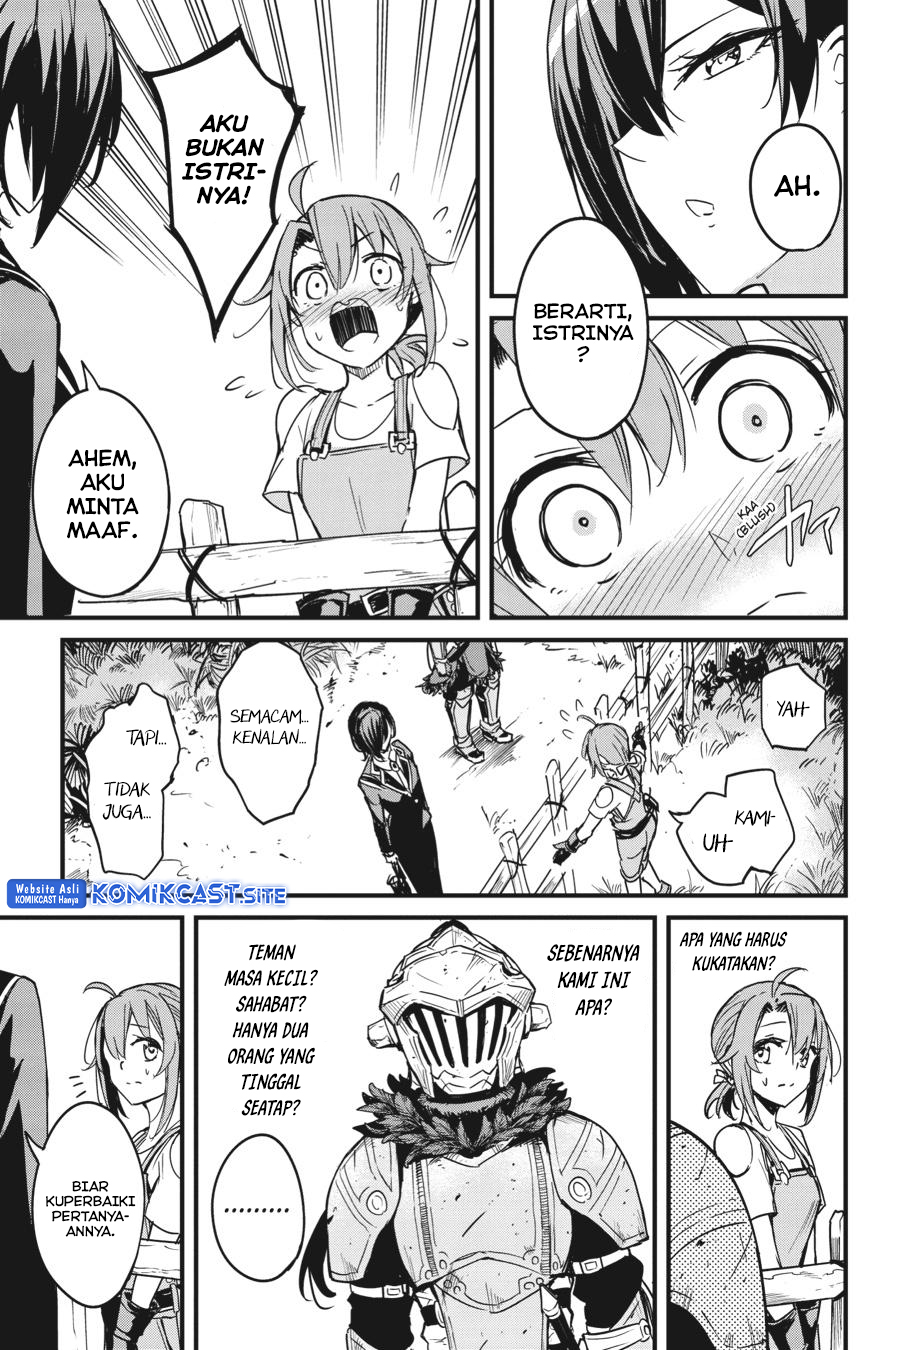 AH.
BERARTI,
ISTRINYA
?
KAA
(BLUSH)
AKU
BUKAN
ISTRI-
NYA!
AHEM,
AKU
MINTA
MAAF.
YAH
KAMI-
UH
SEMACAM...
KENALAN...
TAPI...
TIDAK
JUGA...
Website Asli
KOMIKCAST Hanya
KOMIKCAST.SITE
APA YANG HARUS
KUKATAKAN?
SEBENARNYA
KAMI INI
APA?
TEMAN
MASA KECIL?
SAHABAT?
HANYA DUA
ORANG YANG
TINGGAL
SEATAP?
..........
BIAR
KUPERBAIKI
PERTANYA-
ANNYA.